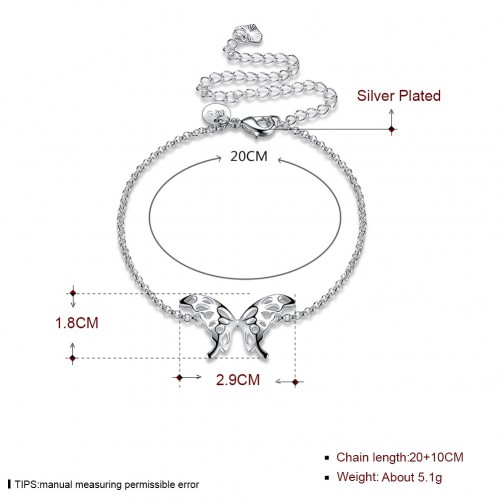 Silver Plated
20CM
1.8CM
2.9CM
Chain length:20+10CM
Weight: About 5.1g
TIPS:manual measuring permissible error